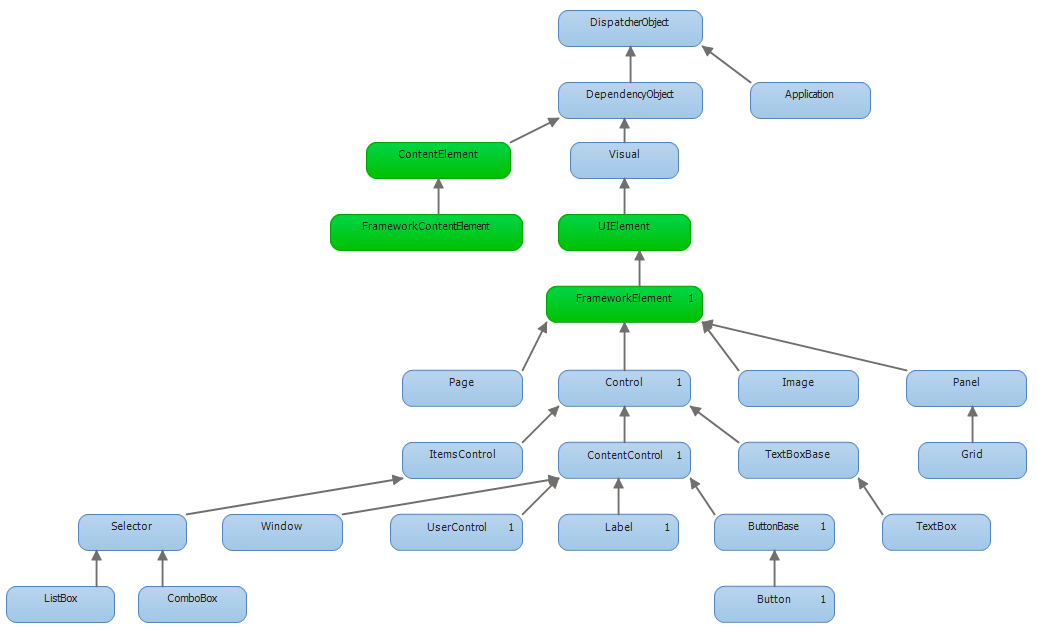 DispatcherObject
DependencyObject
Application
ContentElement
Visual
FrameworkContentElement
UIElement
FrameworkElement 1
Page
Control 1
Image
Panel
ItemsControl
ContentControl 1
TextBoxBase
Grid
Selector
Window
UserControl 1
Label 1
ButtonBase 1
TextBox
ListBox
ComboBox
Button 1